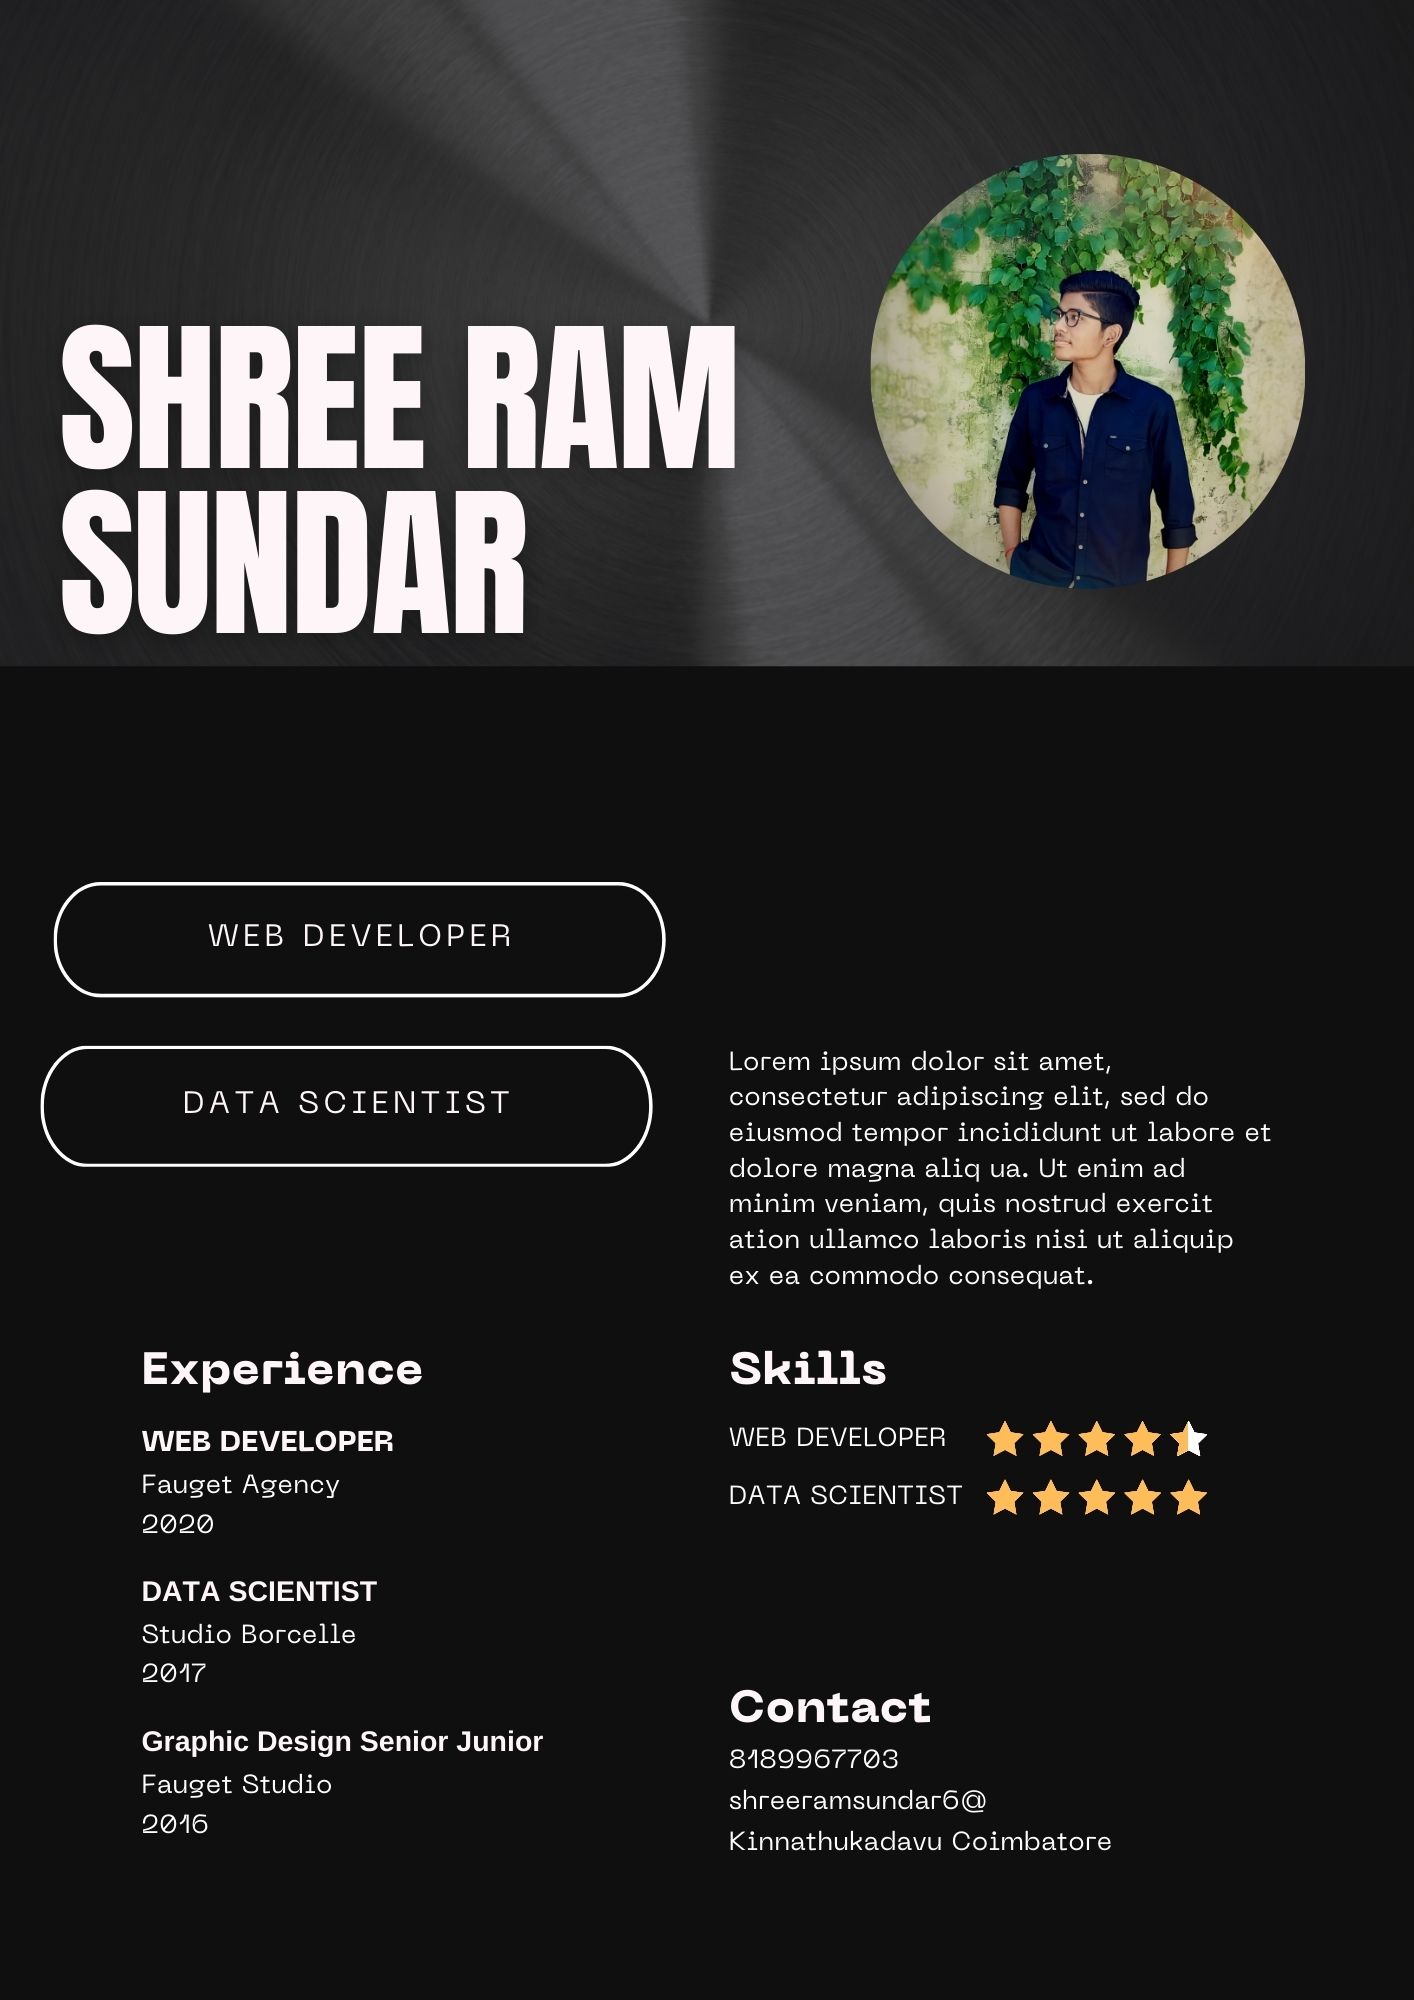 SHREE RAM
SUNDAR
WEB DEVELOPER
DATA SCIENTIST
Lorem ipsum dolor sit amet,
consectetur adipiscing elit, sed do
eiusmod tempor incididunt ut labore et
dolore magna aliq ua. Ut enim ad
minim veniam, quis nostrud exercit
ation ullamco laboris nisi ut aliquip
ex ea commodo consequat.
Experience
WEB DEVELOPER
Fauget Agency
2020
DATA SCIENTIST
Studio Borcelle
2017
Graphic Design Senior Junior
Fauget Studio
2016
Skills
WEB DEVELOPER
DATA SCIENTIST
Contact
8189967703
shreeramsundar6@
Kinnathukadavu Coimbatore